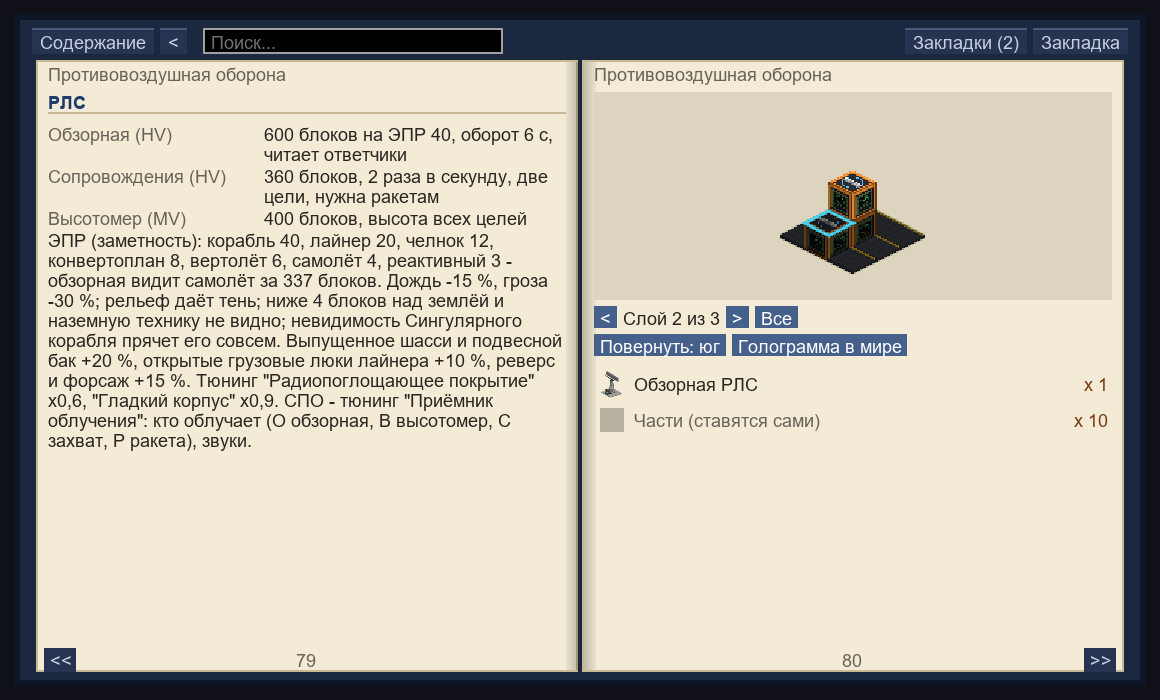 Содержание
<
Поиск...
Закладки (2)
Закладка
Противовоздушная оборона
РЛС
Обзорная (HV)
600 блоков на ЭПР 40, оборот 6 с,
читает ответчики
Сопровождения (HV)
360 блоков, 2 раза в секунду, две
цели, нужна ракетам
Высотомер (MV)
400 блоков, высота всех целей
ЭПР (заметность): корабль 40, лайнер 20, челнок 12,
конвертоплан 8, вертолёт 6, самолёт 4, реактивный 3 -
обзорная видит самолёт за 337 блоков. Дождь -15 %, гроза
-30 %; рельеф даёт тень; ниже 4 блоков над землёй и
наземную технику не видно; невидимость Сингулярного
корабля прячет его совсем. Выпущенное шасси и подвесной
бак +20 %, открытые грузовые люки лайнера +10 %, реверс
и форсаж +15 %. Тюнинг "Радиопоглощающее покрытие"
x0,6, "Гладкий корпус" x0,9. СПО - тюнинг "Приёмник
облучения": кто облучает (О обзорная, В высотомер, С
захват, Р ракета), звуки.
<<
79
Противовоздушная оборона
<
Слой 2 из 3
>
Все
Повернуть: юг
Голограмма в мире
Обзорная РЛС
x 1
Части (ставятся сами)
x 10
80
>>